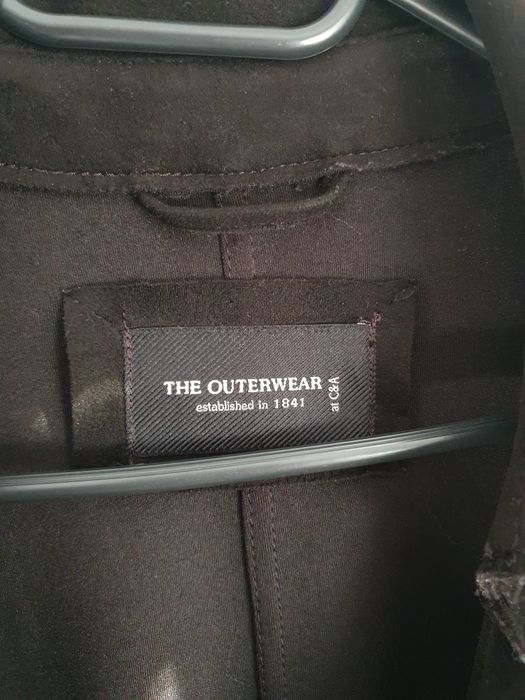 THE OUTERWEAR
established in 1841
at C&A